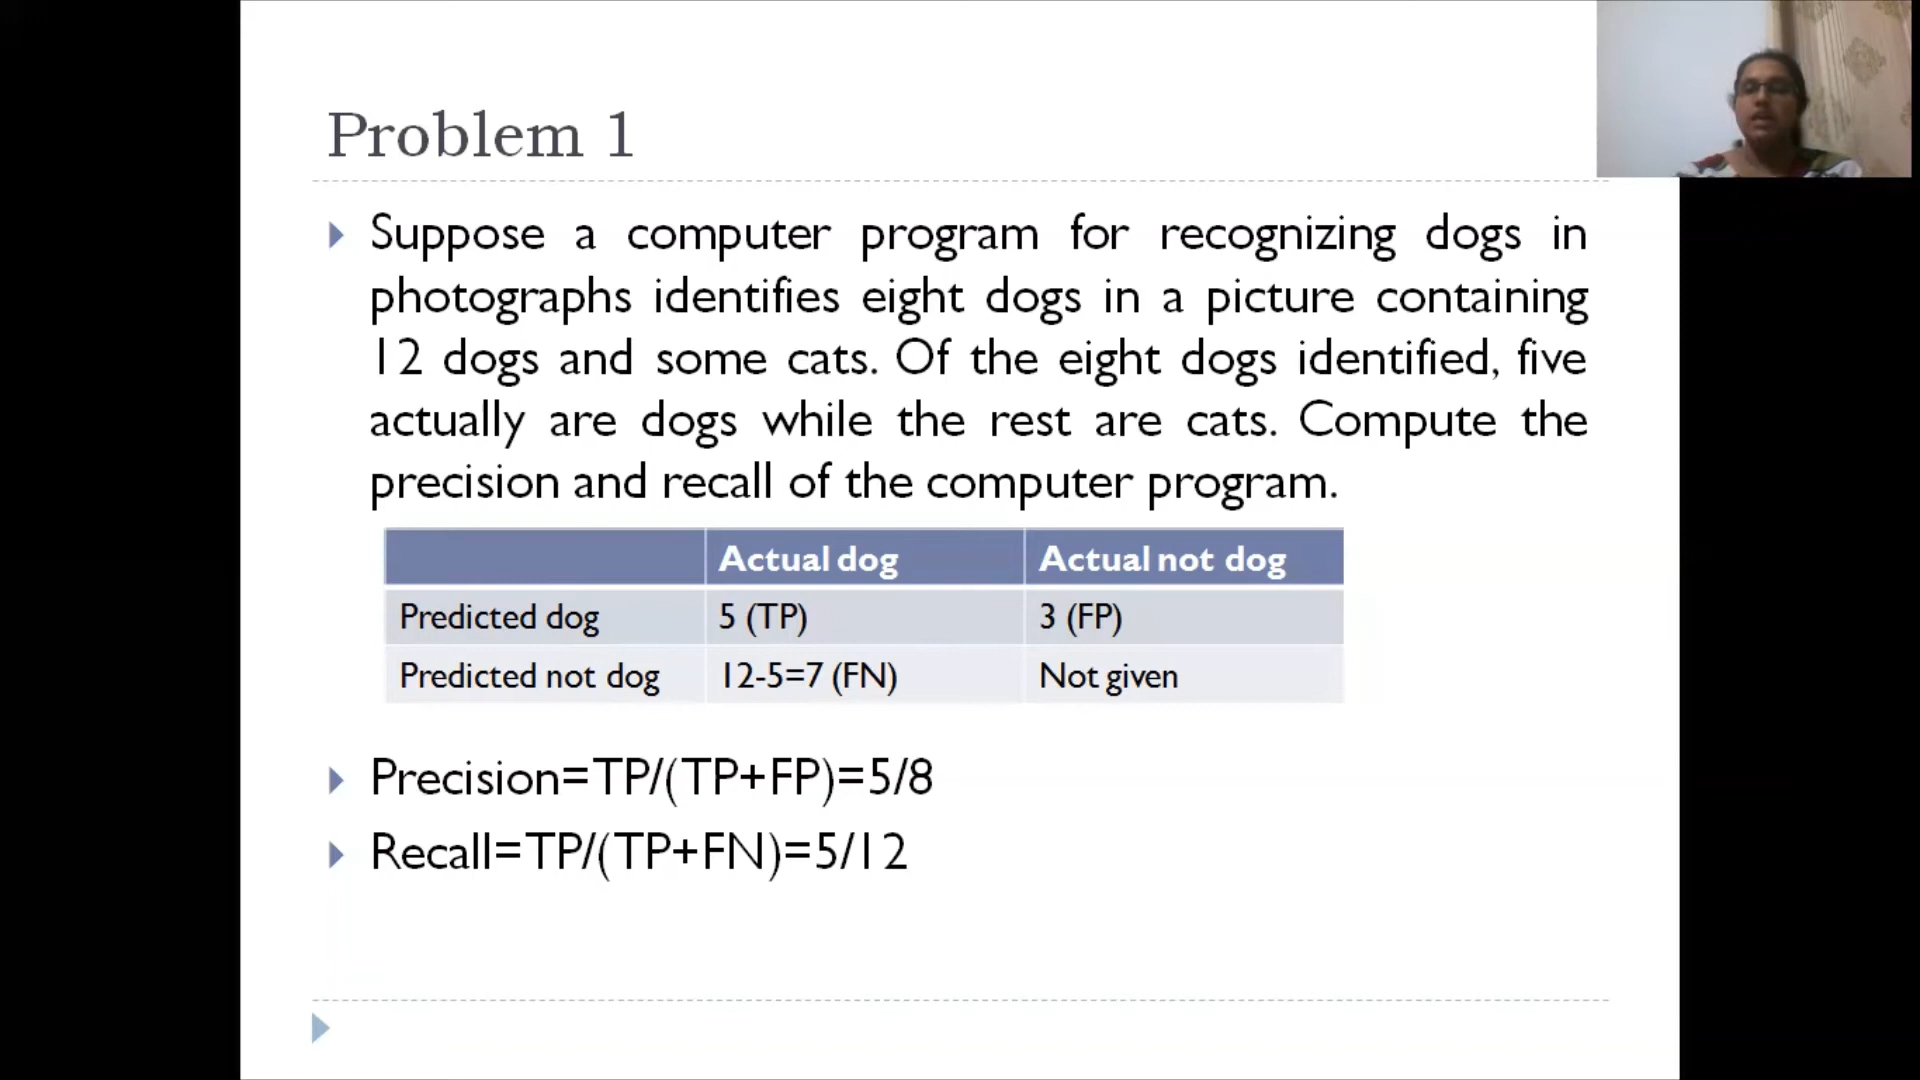 Problem 1
Suppose a computer program for recognizing dogs in
photographs identifies eight dogs in a picture containing
12 dogs and some cats. Of the eight dogs identified, five
actually are dogs while the rest are cats. Compute the
precision and recall of the computer program.
Actual dog Actual not dog
Predicted dog 5 (TP) 3 (FP)
Predicted not dog 12-5=7 (FN) Not given
Precision=TP/(TP+FP)=5/8
Recall=TP/(TP+FN)=5/12